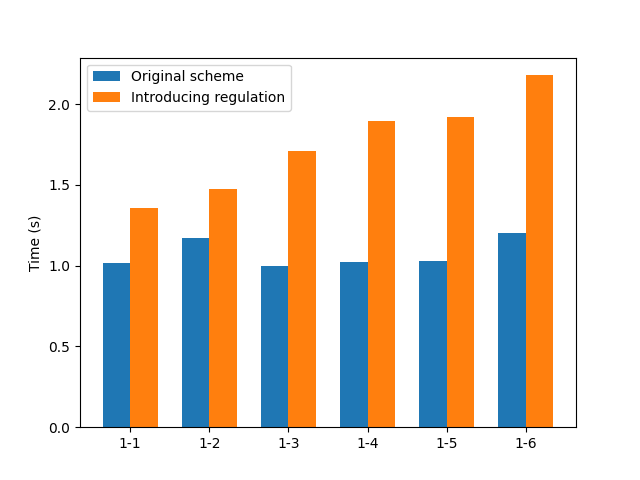 Original scheme
Introducing regulation
2.0
1.5
1.0
0.5
0.0
Time (s)
1-1 1-2 1-3 1-4 1-5 1-6